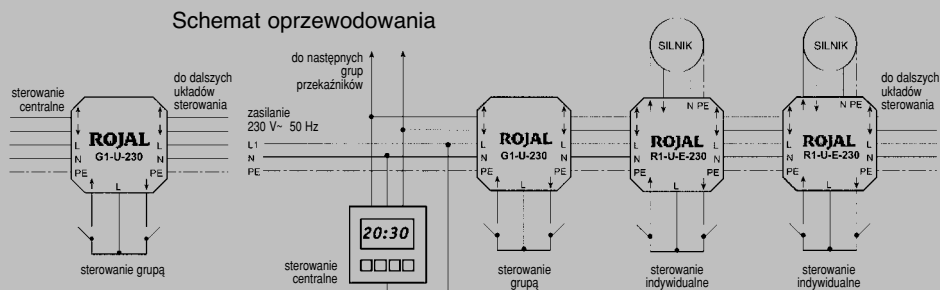 Schemat oprzewodowania
sterowanie
centralne
do dalszych
układów
sterowania
ROJAL
G1-U-230
L
N
PE
L
N
PE
L
sterowanie grupą
do następnych
grup
przekaźników
zasilanie
230 V~ 50 Hz
L1
N
PE
20:30
sterowanie
centralne
ROJAL
G1-U-230
L
N
PE
L
N
PE
L
sterowanie
grupą
SILNIK
N PE
ROJAL
R1-U-E-230
L
N
PE
L
N
PE
L
sterowanie
indywidualne
SILNIK
N PE
ROJAL
R1-U-E-230
L
N
PE
L
N
PE
L
sterowanie
indywidualne
do dalszych
układów
sterowania